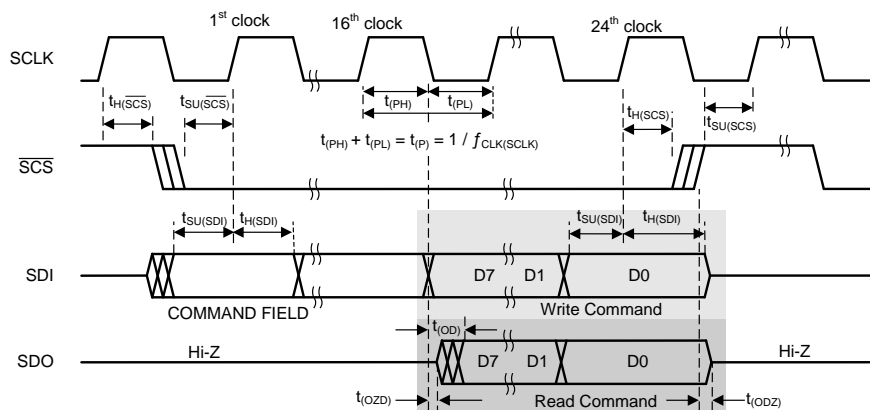 1st clock 16th clock 24th clock
SCLK
tH(SCS) tSU(SCS) t(PH) t(PL) tH(SCS) tSU(SCS)
t(PH) + t(PL) = t(P) = 1 / fCLK(SCLK)
SCS
tSU(SDI) tH(SDI) tSU(SDI) tH(SDI)
SDI D7 D1 D0
COMMAND FIELD Write Command
t(OD)
SDO Hi-Z D7 D1 D0 Hi-Z
t(OZD) Read Command t(ODZ)